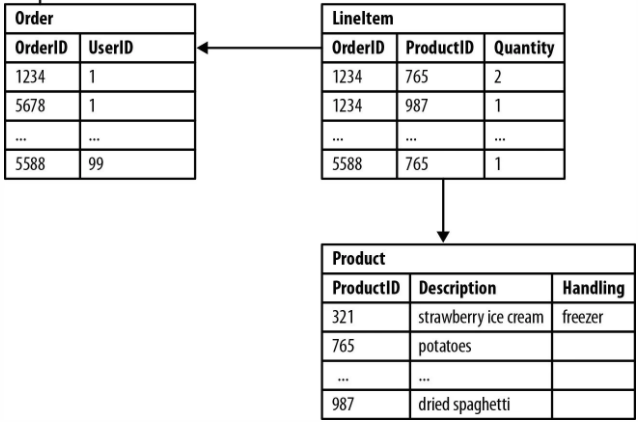 Order
OrderID UserID
1234 1
5678 1
... ...
5588 99
LineItem
OrderID ProductID Quantity
1234 765 2
1234 987 1
... ... ...
5588 765 1
Product
ProductID Description Handling
321 strawberry ice cream freezer
765 potatoes
... ...
987 dried spaghetti